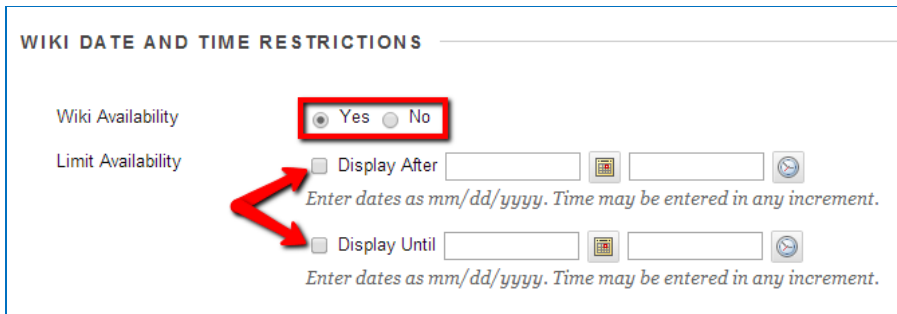 WIKI DATE AND TIME RESTRICTIONS
Wiki Availability Yes No
Limit Availability Display After
Enter dates as mm/dd/yyyy. Time may be entered in any increment.
Display Until
Enter dates as mm/dd/yyyy. Time may be entered in any increment.